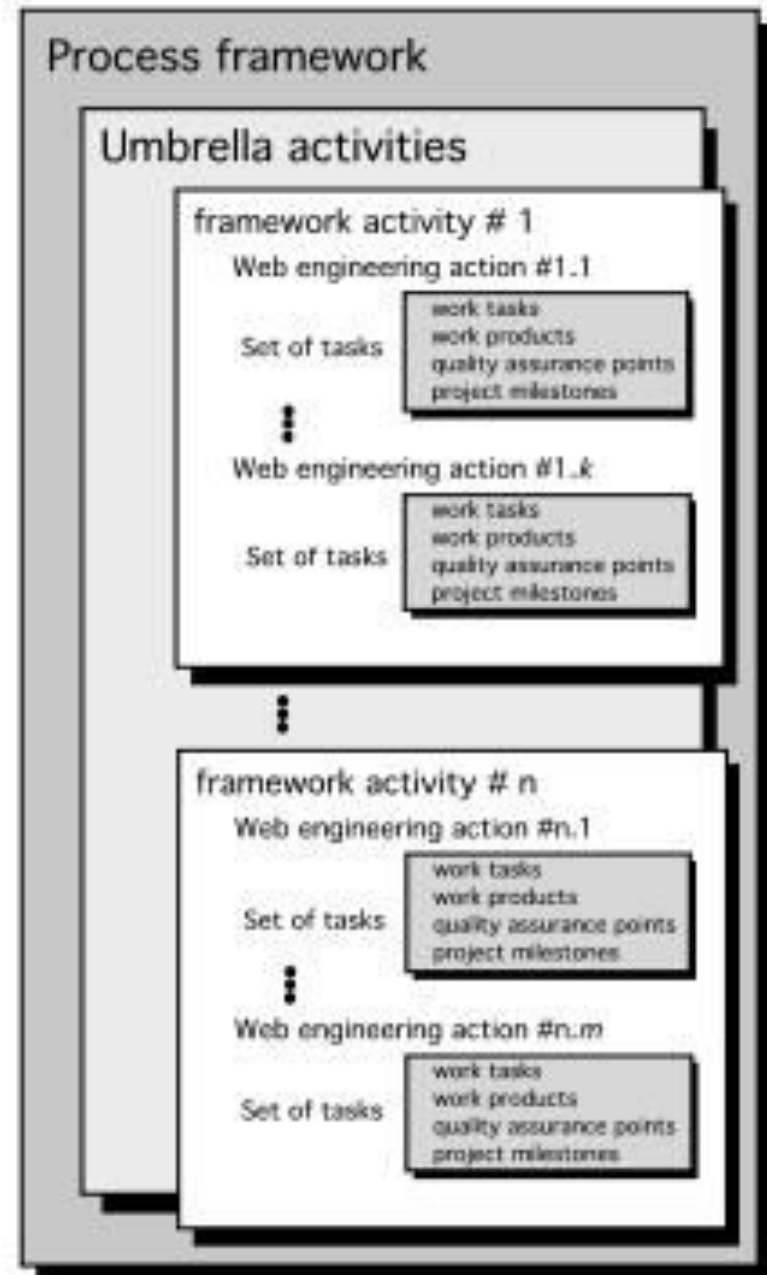 Process framework
Umbrella activities
framework activity # 1
Web engineering action #1.1
Set of tasks
work tasks
work products
quality assurance points
project milestones
Web engineering action #1.k
Set of tasks
work tasks
work products
quality assurance points
project milestones
framework activity # n
Web engineering action #n.1
Set of tasks
work tasks
work products
quality assurance points
project milestones
Web engineering action #n.m
Set of tasks
work tasks
work products
quality assurance points
project milestones